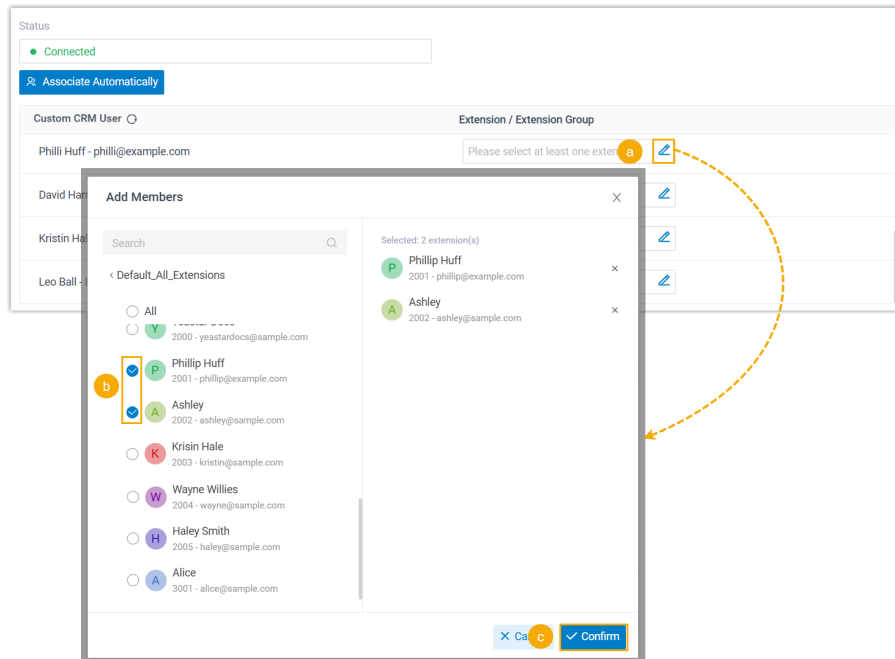 Status
Connected
Associate Automatically
Custom CRM User
Extension / Extension Group
Philli Huff - philli@example.com
Please select at least one exten
a
David Har
Kristin Hal
Leo Ball -
Add Members
X
Search
Selected: 2 extension(s)
< Default_All_Extensions
P
Phillip Huff
2001 - phillip@example.com
×
A
Ashley
2002 - ashley@sample.com
×
All
Y
2000 - yeastardocs@sample.com
b
P
Phillip Huff
2001 - phillip@example.com
A
Ashley
2002 - ashley@sample.com
K
Krisin Hale
2003 - kristin@sample.com
W
Wayne Willies
2004 - wayne@sample.com
H
Haley Smith
2005 - haley@sample.com
A
Alice
3001 - alice@sample.com
Ca
c
Confirm